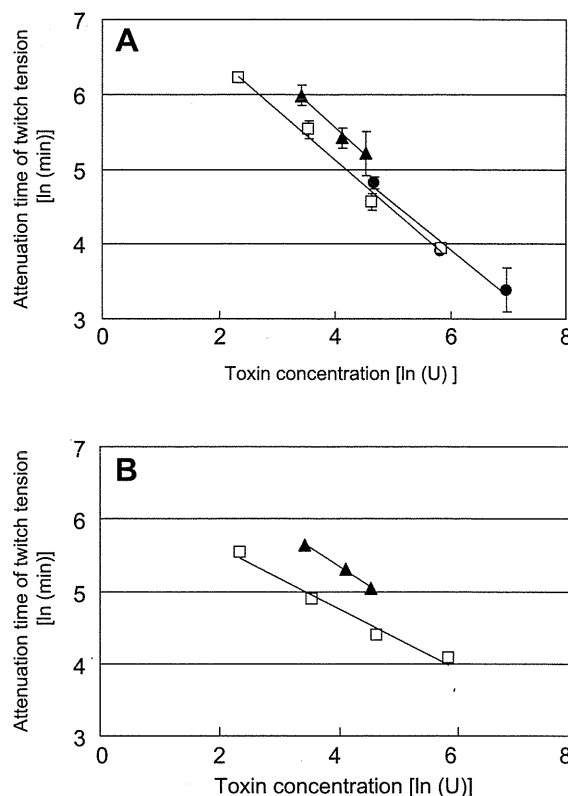 A
7
6
5
4
3
0 2 4 6 8
Attenuation time of twitch tension
[ln (min)]
Toxin concentration [ln (U) ]
B
7
6
5
4
3
0 2 4 6 8
Attenuation time of twitch tension
[ln (min)]
Toxin concentration [ln (U)]